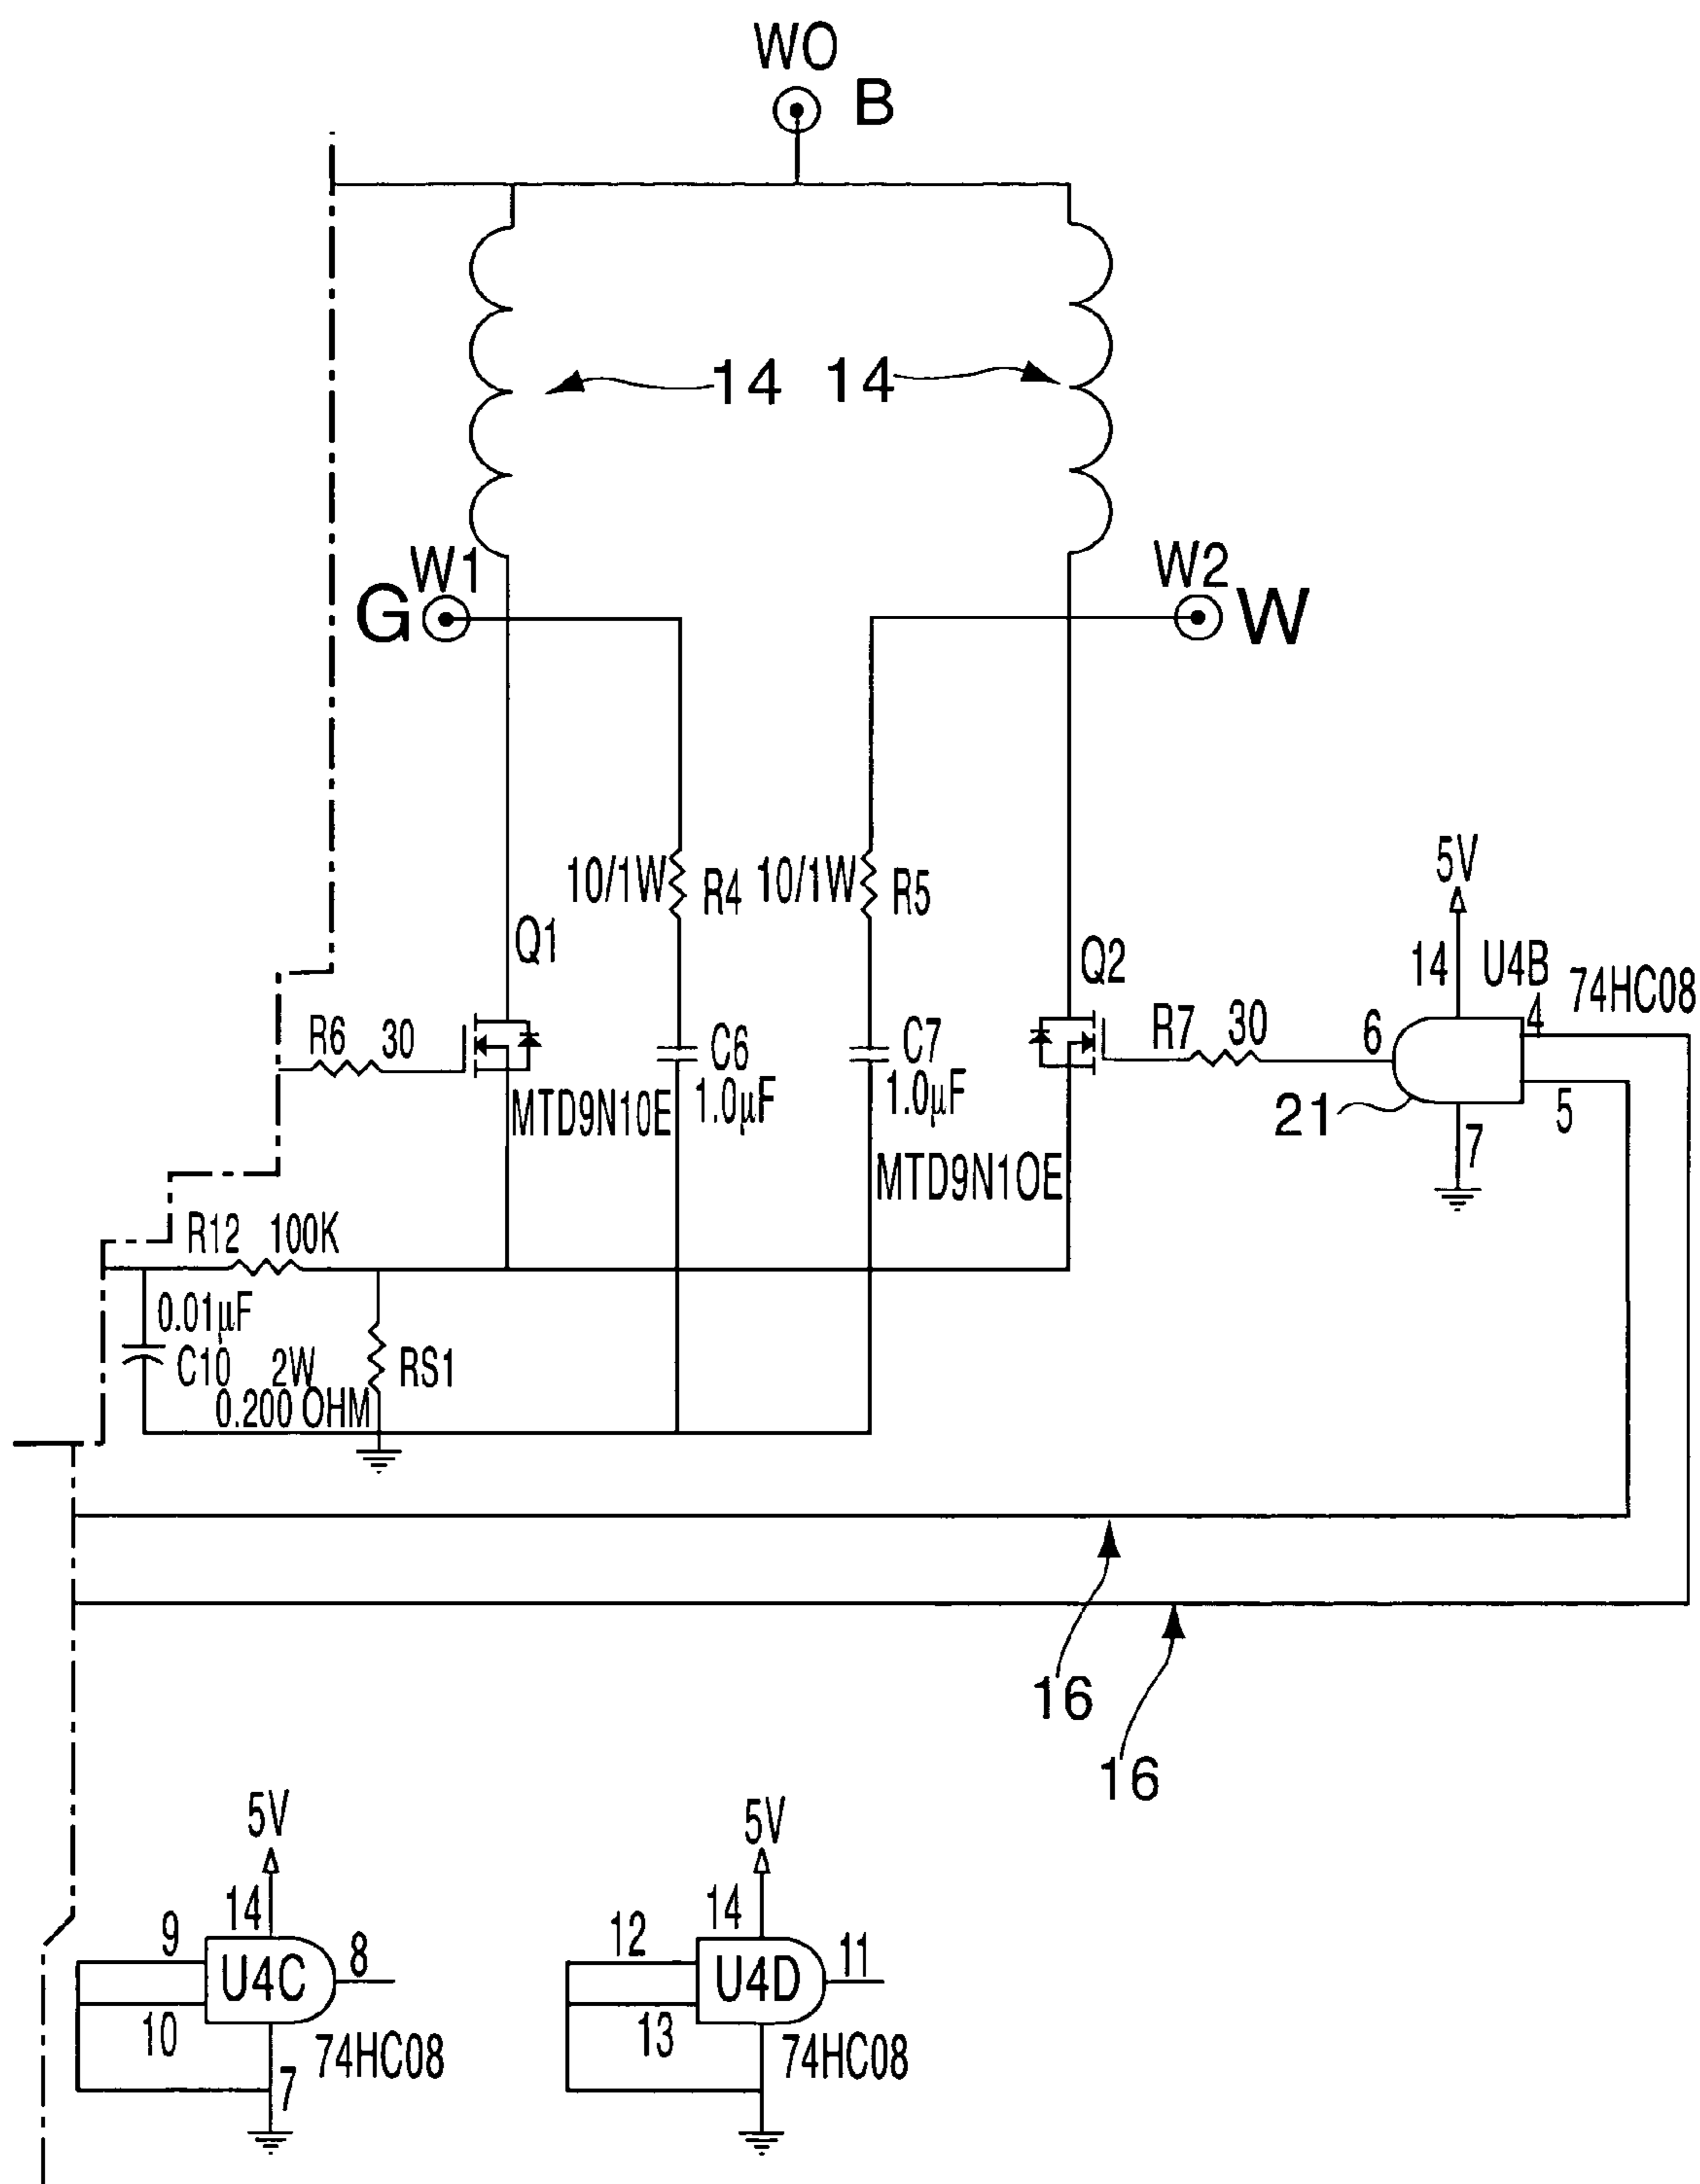 WO
B
14 14
W1
G
W2
W
10/1W R4 10/1W R5
5V
Q1
Q2
14 U4B
4 74HC08
R6 30
C6
1.0µF
C7
1.0µF
R7 30
6
MTD9N10E
21
5
7
MTD9N10E
R12 100K
0.01µF
C10 2W
0.200 OHM
RS1
16
16
5V
5V
14
14
9
8
U4C
10
74HC08
7
12
11
U4D
13
74HC08